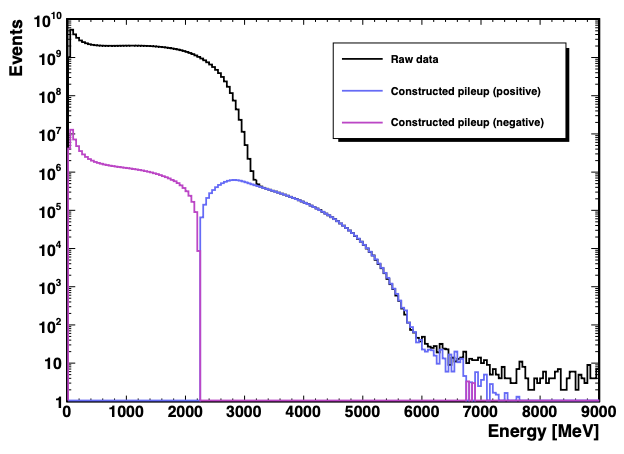 Events
10^10
10^9
10^8
10^7
10^6
10^5
10^4
10^3
10^2
10
1
Raw data
Constructed pileup (positive)
Constructed pileup (negative)
0 1000 2000 3000 4000 5000 6000 7000 8000 9000
Energy [MeV]